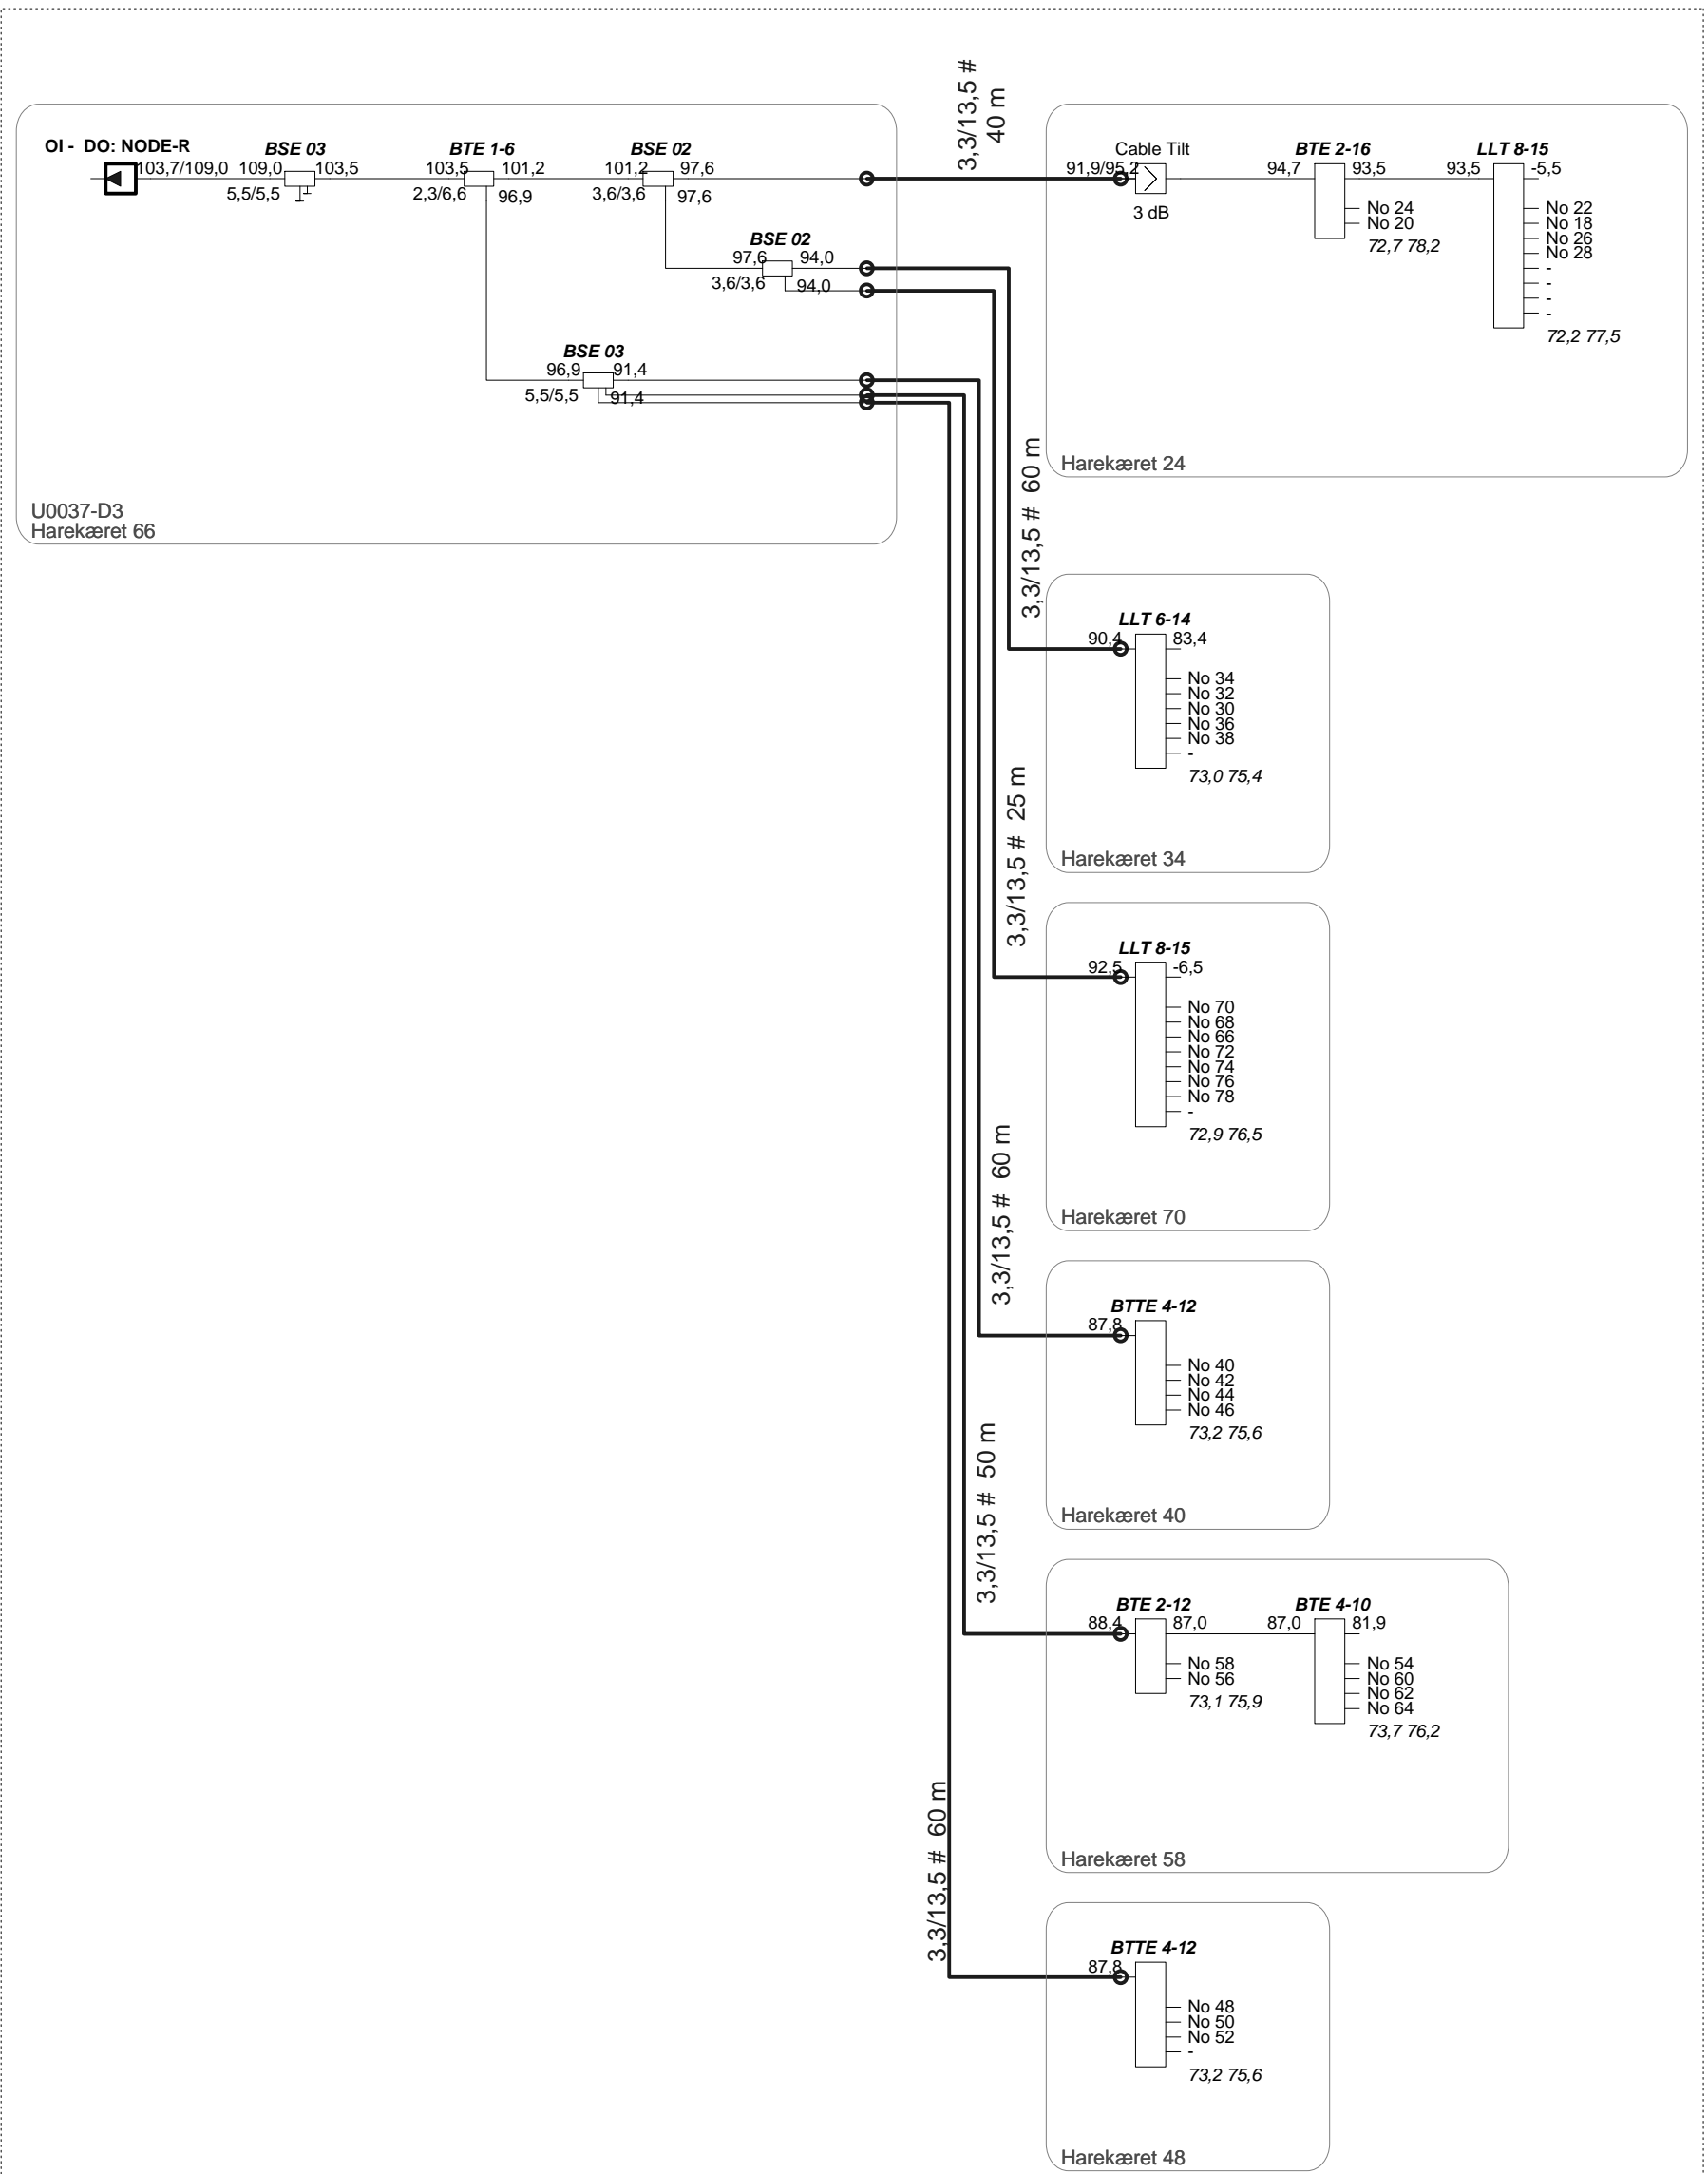 OI - DO: NODE-R
103,7/109,0
BSE 03
109,0 103,5
5,5/5,5
BTE 1-6
103,5 101,2
2,3/6,6 96,9
BSE 02
101,2 97,6
3,6/3,6 97,6
BSE 02
97,6 94,0
3,6/3,6 94,0
BSE 03
96,9 91,4
5,5/5,5 91,4
U0037-D3
Harekæret 66
3,3/13,5 #
40 m
Cable Tilt
91,9/95,2
3 dB
BTE 2-16
94,7 93,5
No 24
No 20
72,7 78,2
LLT 8-15
93,5 -5,5
No 22
No 18
No 26
No 28
-
-
-
-
72,2 77,5
Harekæret 24
3,3/13,5 # 60 m
LLT 6-14
90,4 83,4
No 34
No 32
No 30
No 36
No 38
-
73,0 75,4
Harekæret 34
3,3/13,5 # 25 m
LLT 8-15
92,5 -6,5
No 70
No 68
No 66
No 72
No 74
No 76
No 78
-
72,9 76,5
Harekæret 70
3,3/13,5 # 60 m
BTTE 4-12
87,8
No 40
No 42
No 44
No 46
73,2 75,6
Harekæret 40
3,3/13,5 # 50 m
BTE 2-12
88,4 87,0
No 58
No 56
73,1 75,9
BTE 4-10
87,0 81,9
No 54
No 60
No 62
No 64
73,7 76,2
Harekæret 58
3,3/13,5 # 60 m
BTTE 4-12
87,8
No 48
No 50
No 52
-
73,2 75,6
Harekæret 48